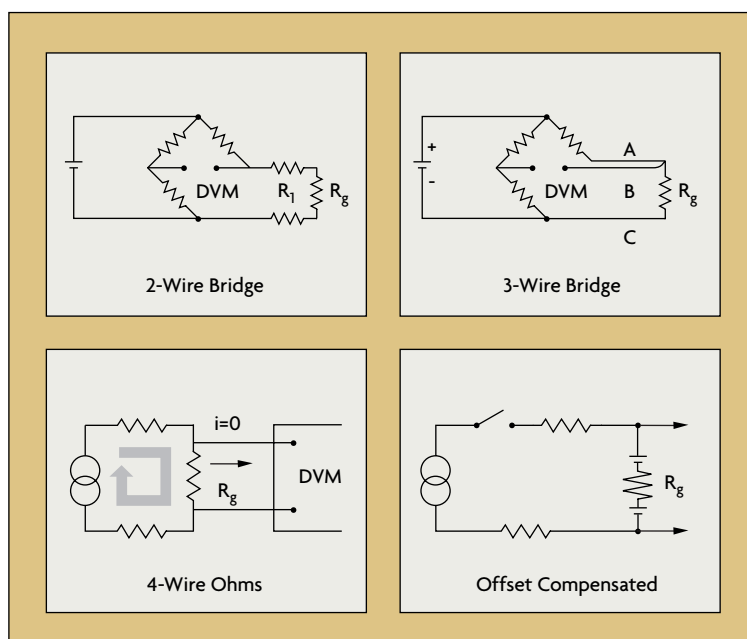 DVM
R1
Rg
2-Wire Bridge
+
-
DVM
A
B
C
Rg
3-Wire Bridge
i=0
Rg
DVM
4-Wire Ohms
Rg
Offset Compensated